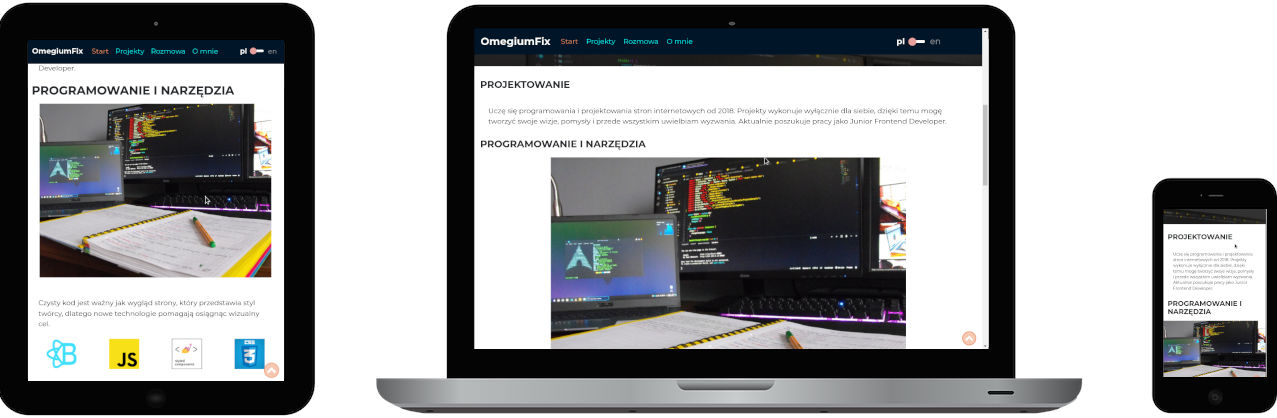 OmegiumFix Start Projekty Rozmowa O mnie pl en
Developer.
PROGRAMOWANIE I NARZĘDZIA
Czysty kod jest ważny jak wygląd strony, który przedstawia styl
twórcy, dlatego nowe technologie pomagają osiągnąc wizualny
cel.
B
JS
styled
components
3
OmegiumFix Start Projekty Rozmowa O mnie pl en
PROJEKTOWANIE
Uczę się programowania i projektowania stron internetowych od 2018. Projekty wykonuje wyłącznie dla siebie, dzięki temu mogę
tworzyć swoje wizje, pomysły i przede wszystkim uwielbiam wyzwania. Aktualnie poszukuje pracy jako Junior Frontend Developer.
PROGRAMOWANIE I NARZĘDZIA
PROJEKTOWANIE
Uczę się programowania i projektowania
stron internetowych od 2018. Projekty
wykonuje wyłącznie dla siebie, dzięki
temu mogę tworzyć swoje wizje, pomysły
i przede wszystkim uwielbiam wyzwania.
Aktualnie poszukuje pracy jako Junior
Frontend Developer.
PROGRAMOWANIE I
NARZĘDZIA